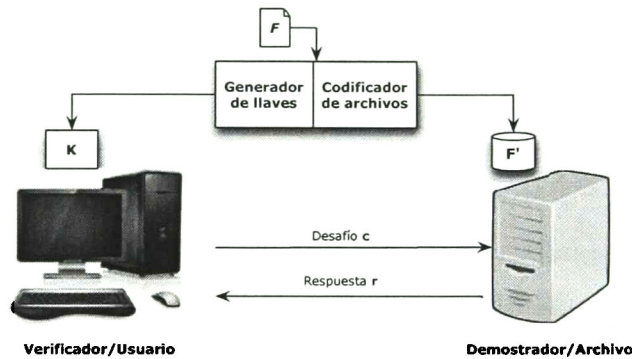 F
Generador
de llaves
Codificador
de archivos
K
F'
Desafío c
Respuesta r
Verificador/Usuario
Demostrador/Archivo